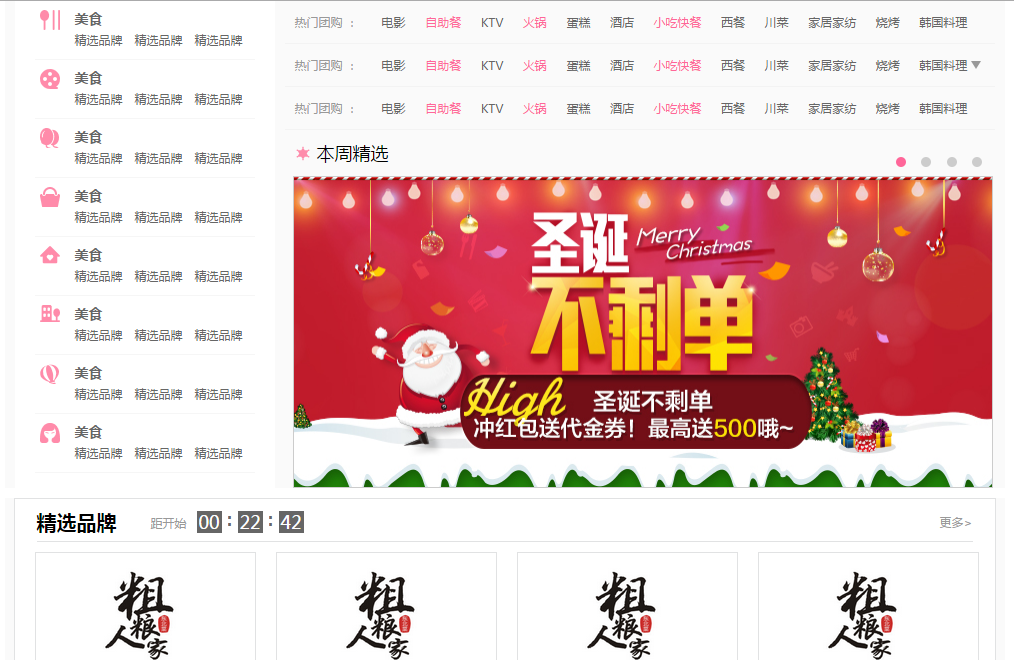 美食
精选品牌 精选品牌 精选品牌
美食
精选品牌 精选品牌 精选品牌
美食
精选品牌 精选品牌 精选品牌
美食
精选品牌 精选品牌 精选品牌
美食
精选品牌 精选品牌 精选品牌
美食
精选品牌 精选品牌 精选品牌
美食
精选品牌 精选品牌 精选品牌
美食
精选品牌 精选品牌 精选品牌
热门团购 : 电影 自助餐 KTV 火锅 蛋糕 酒店 小吃快餐 西餐 川菜 家居家纺 烧烤 韩国料理
热门团购 : 电影 自助餐 KTV 火锅 蛋糕 酒店 小吃快餐 西餐 川菜 家居家纺 烧烤 韩国料理
热门团购 : 电影 自助餐 KTV 火锅 蛋糕 酒店 小吃快餐 西餐 川菜 家居家纺 烧烤 韩国料理
本周精选
圣诞 Merry Christmas
不剩单
High 圣诞不剩单
冲红包送代金券！最高送500哦~
精选品牌 距开始 00 : 22 : 42 更多>
粗粮人家 粗粮人家 粗粮人家 粗粮人家